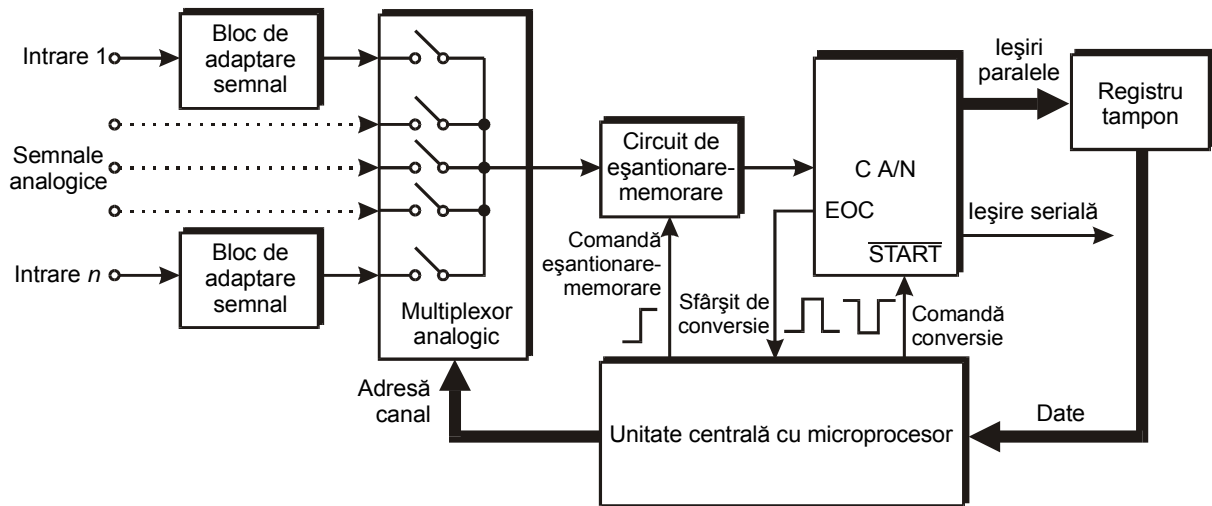 Intrare 1
Bloc de
adaptare
semnal
Semnale
analogice
Intrare n
Bloc de
adaptare
semnal
Multiplexor
analogic
Adresă
canal
Circuit de
eşantionare-
memorare
Comandă
eşantionare-
memorare
C A/N
EOC
START
Sfârşit de
conversie
Comandă
conversie
Ieşiri
paralele
Registru
tampon
Ieşire serială
Unitate centrală cu microprocesor
Date